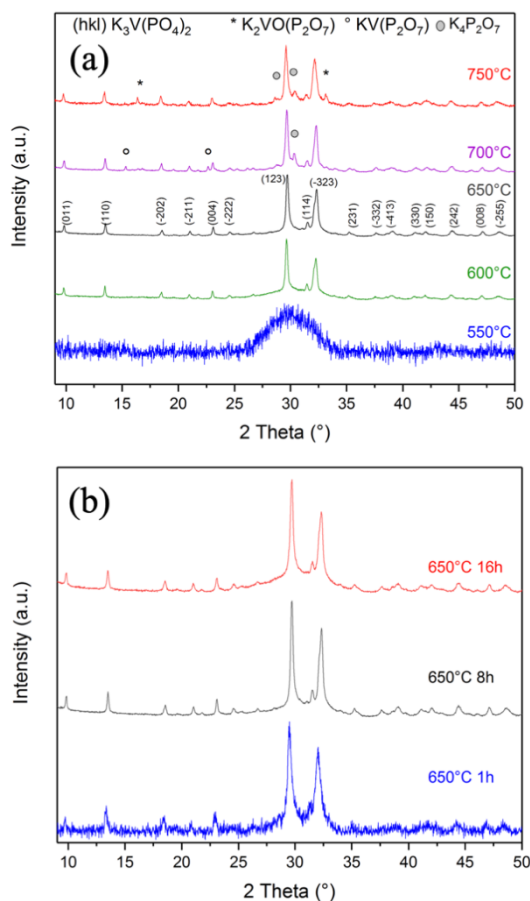 (a)
(hkl) K₃V(PO₄)₂ * K₂VO(P₂O₇) ° KV(P₂O₇) K₄P₂O₇
* * 750°C
° ° 700°C
(123) (-323) 650°C
(011) (110) (-202) (-211) (004) (-222) (114) (231) (-332) (-413) (330) (150) (242) (008) (-255)
600°C
550°C
Intensity (a.u.)
10 15 20 25 30 35 40 45 50
2 Theta (°)
(b)
650°C 16h
650°C 8h
650°C 1h
Intensity (a.u.)
10 15 20 25 30 35 40 45 50
2 Theta (°)